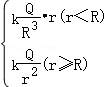 k Q/R³ • r (r < R)
k Q/r² (r ⩾ R)